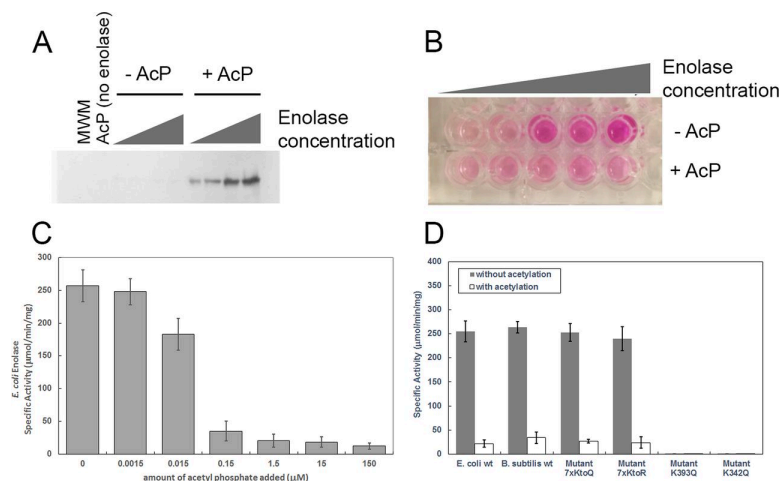 A
MWM
AcP (no enolase)
- AcP
+ AcP
Enolase
concentration
B
Enolase
concentration
- AcP
+ AcP
C
E. coli Enolase
Specific Activity (µmol/min/mg)
300
250
200
150
100
50
0
0 0.0015 0.015 0.15 1.5 15 150
amount of acetyl phosphate added (µM)
D
Specific Activity (µmol/min/mg)
400
350
300
250
200
150
100
50
0
without acetylation
with acetylation
E. coli wt B. subtilis wt Mutant Mutant Mutant Mutant
7xKtoQ 7xKtoR K393Q K342Q